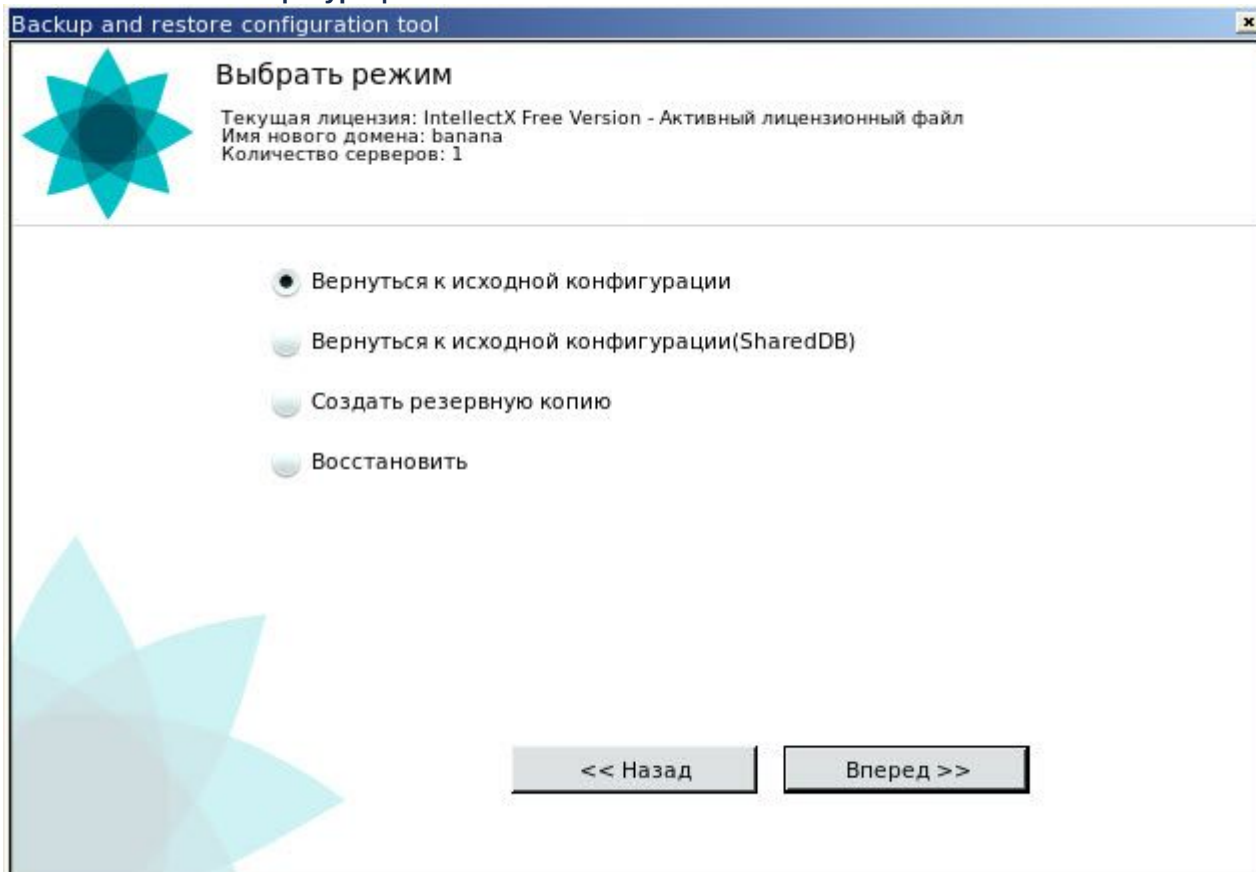 Backup and restore configuration tool
Выбрать режим
Текущая лицензия: IntellectX Free Version - Активный лицензионный файл
Имя нового домена: banana
Количество серверов: 1
Вернуться к исходной конфигурации
Вернуться к исходной конфигурации(SharedDB)
Создать резервную копию
Восстановить
<< Назад
Вперед >>